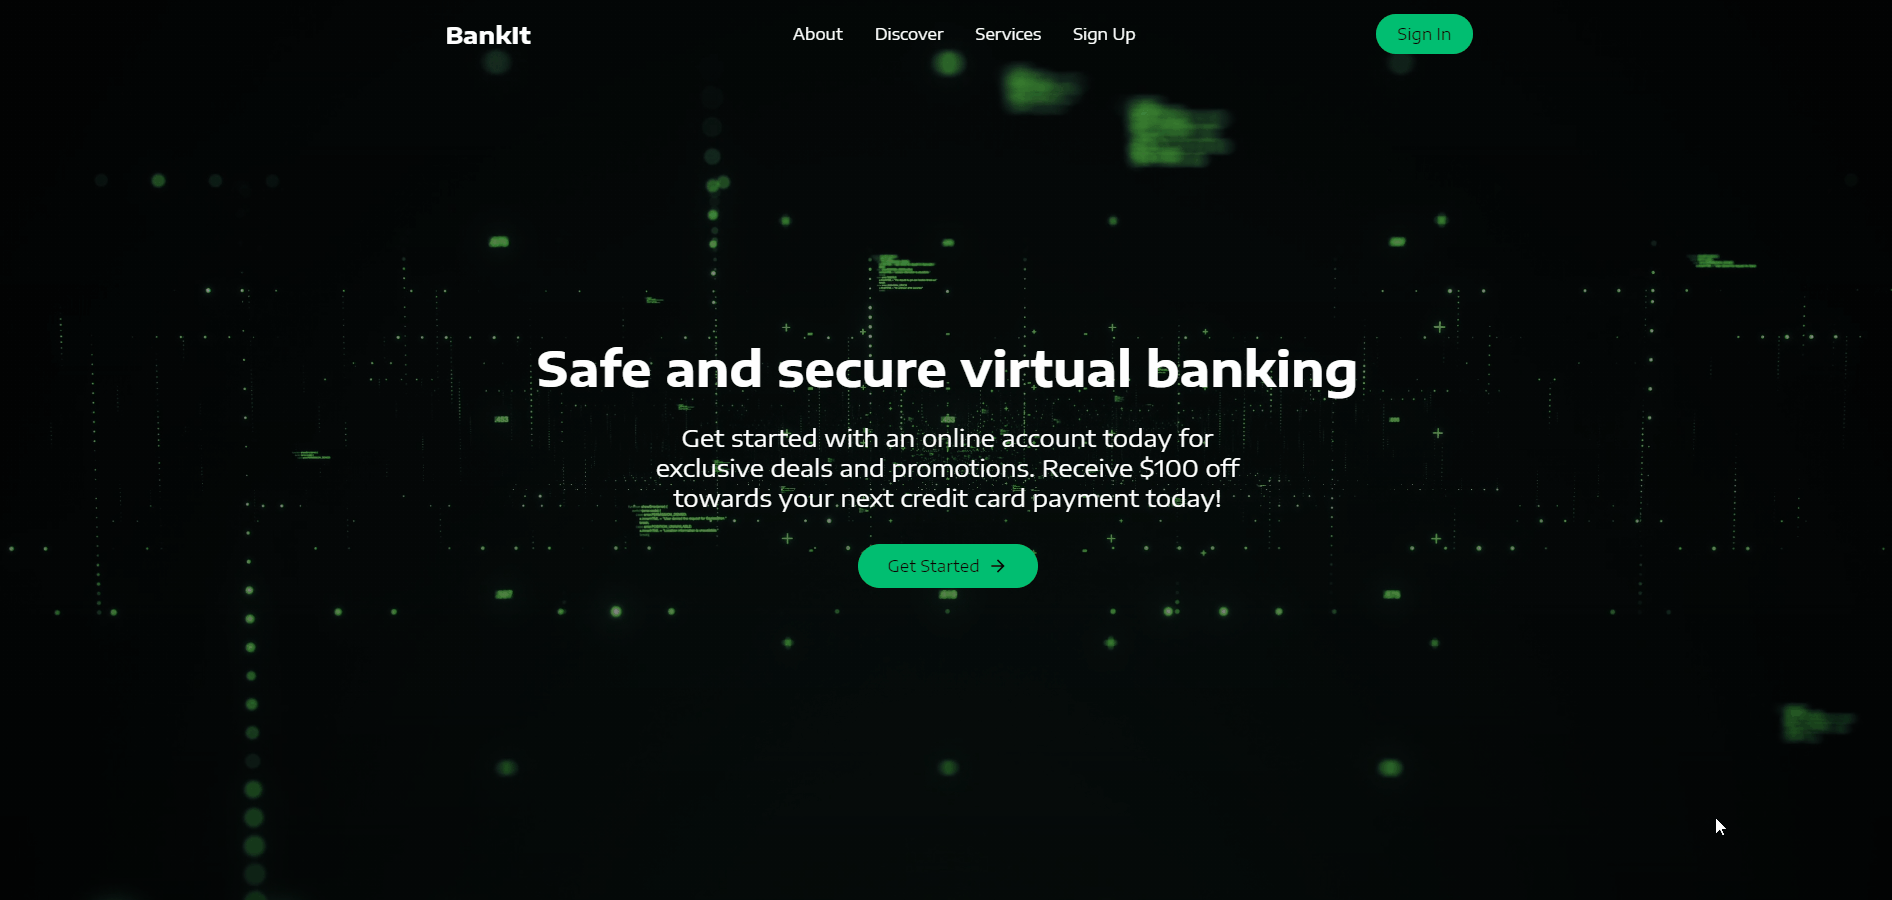 BankIt
About
Discover
Services
Sign Up
Sign In
Safe and secure virtual banking
Get started with an online account today for
exclusive deals and promotions. Receive $100 off
towards your next credit card payment today!
Get Started